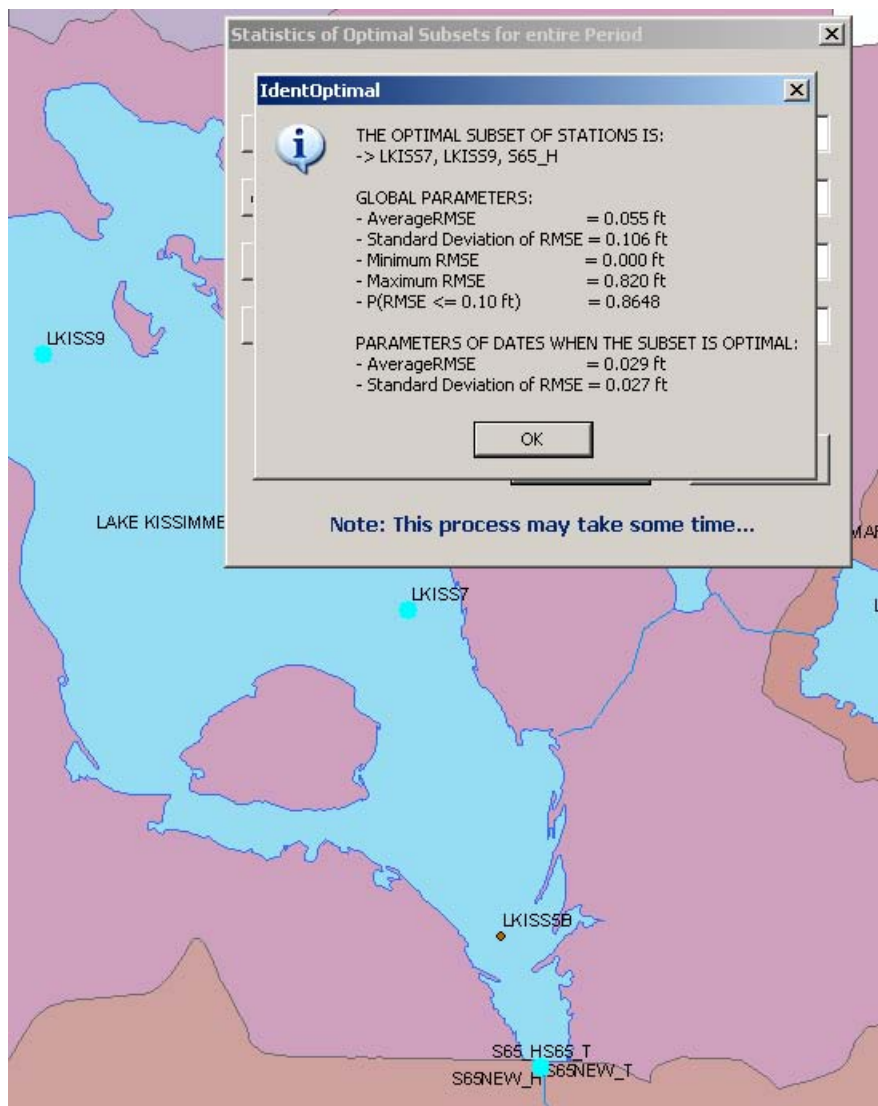 Statistics of Optimal Subsets for entire Period
IdentOptimal
THE OPTIMAL SUBSET OF STATIONS IS:
-> LKISS7, LKISS9, S65_H
GLOBAL PARAMETERS:
- AverageRMSE = 0.055 ft
- Standard Deviation of RMSE = 0.106 ft
- Minimum RMSE = 0.000 ft
- Maximum RMSE = 0.820 ft
- P(RMSE <= 0.10 ft) = 0.8648
PARAMETERS OF DATES WHEN THE SUBSET IS OPTIMAL:
- AverageRMSE = 0.029 ft
- Standard Deviation of RMSE = 0.027 ft
OK
Note: This process may take some time...
LKISS9
LAKE KISSIMME
MAR
L
LKISS7
LKISS5B
S65_HS65_T
S65NEW_H
S65NEW_T